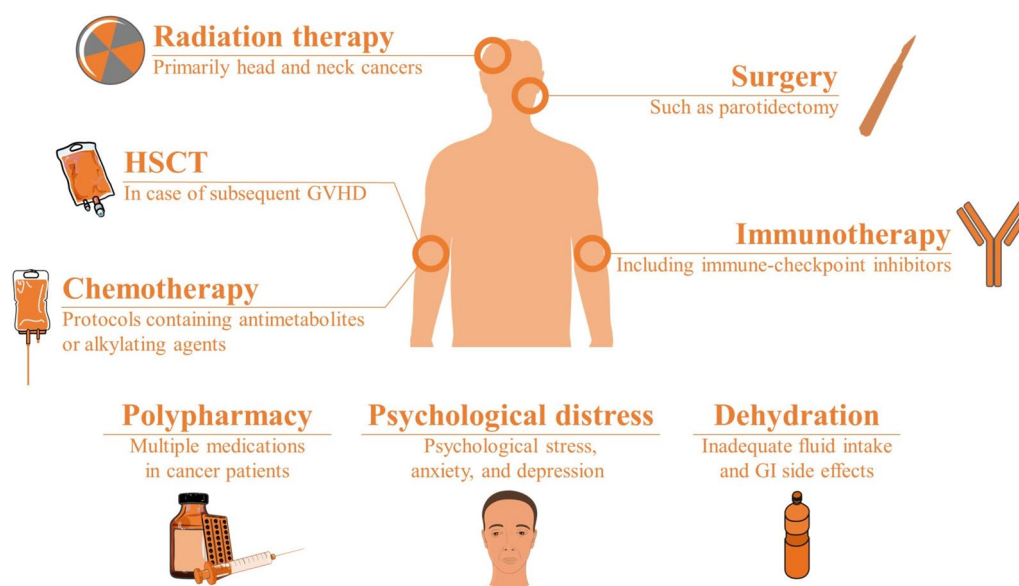 Radiation therapy
Primarily head and neck cancers
Surgery
Such as parotidectomy
HSCT
In case of subsequent GVHD
Immunotherapy
Including immune-checkpoint inhibitors
Chemotherapy
Protocols containing antimetabolites
or alkylating agents
Polypharmacy
Multiple medications
in cancer patients
Psychological distress
Psychological stress,
anxiety, and depression
Dehydration
Inadequate fluid intake
and GI side effects